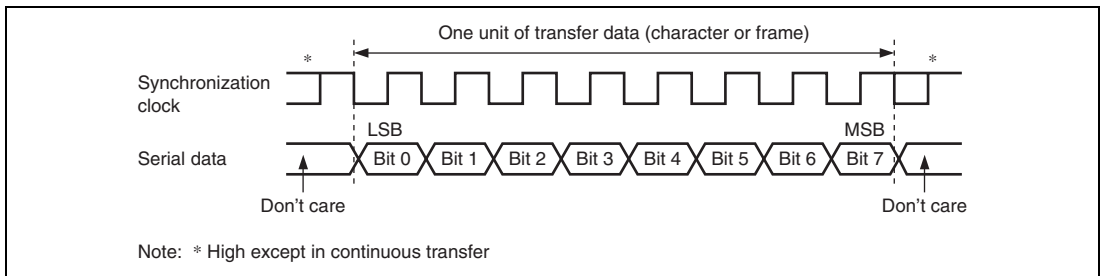 One unit of transfer data (character or frame)
* *
Synchronization
clock
LSB MSB
Serial data Bit 0 Bit 1 Bit 2 Bit 3 Bit 4 Bit 5 Bit 6 Bit 7
Don't care Don't care
Note: * High except in continuous transfer